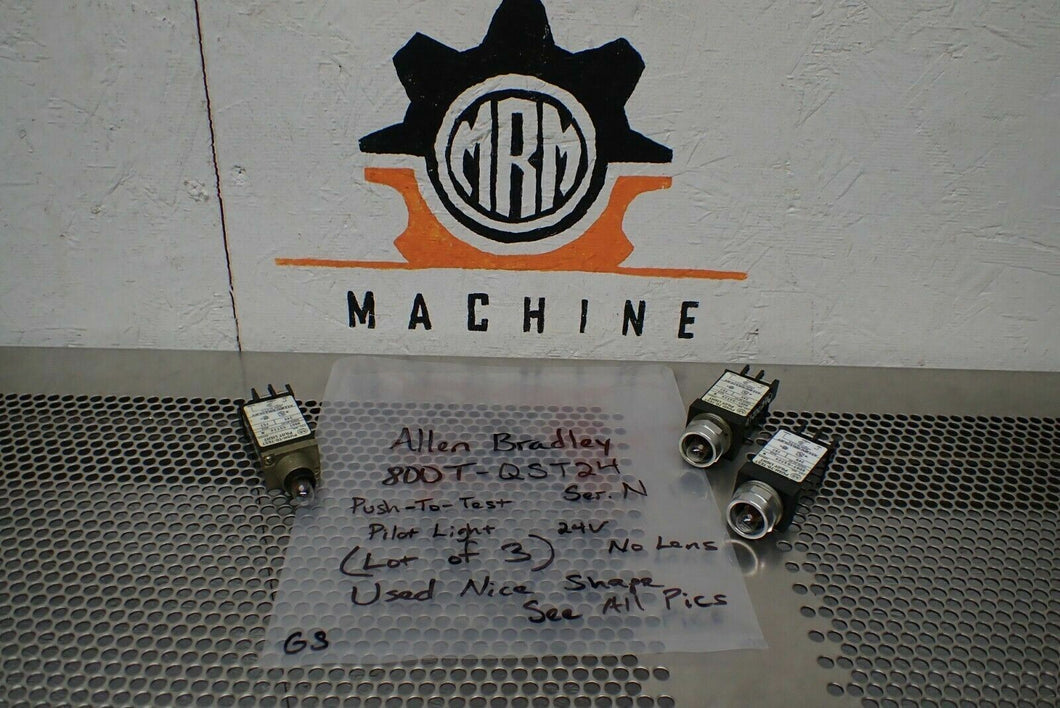 MRM
MACHINE
Allen Bradley
800T-QST24
Ser. N
Push-To-Test
Pilot Light 24V
(Lot of 3) No Lens
Used Nice Shape
See All Pics
GS